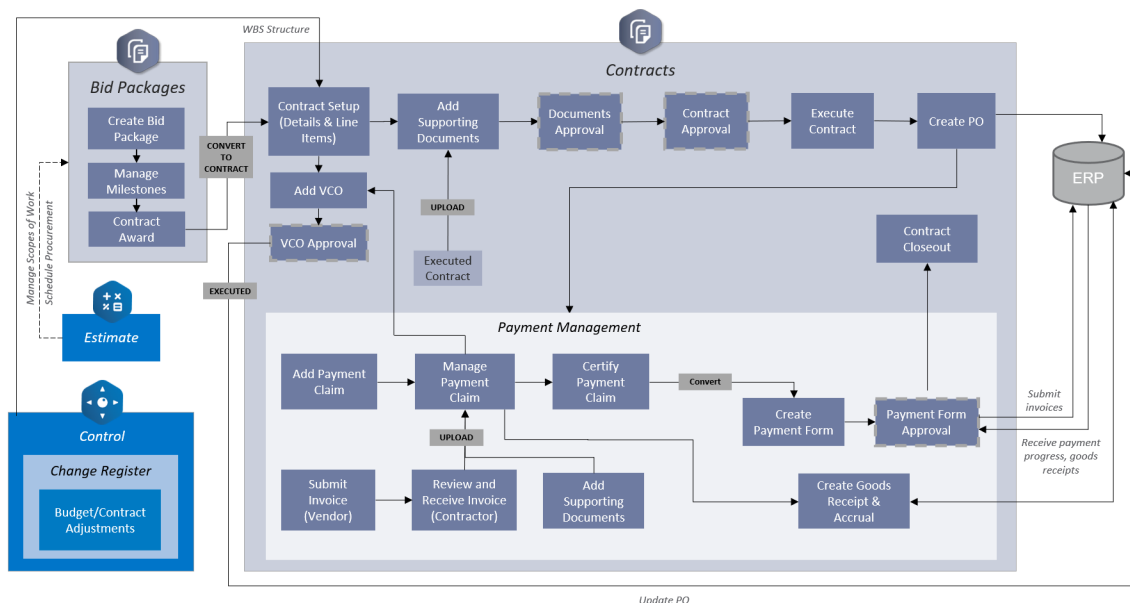 WBS Structure
Bid Packages
Create Bid
Package
Manage
Milestones
Contract
Award
CONVERT
TO
CONTRACT
Manage Scopes of Work
Schedule Procurement
Estimate
Control
Change Register
Budget/Contract
Adjustments
Contracts
Contract Setup
(Details & Line
Items)
Add
Supporting
Documents
Documents
Approval
Contract
Approval
Execute
Contract
Create PO
ERP
Add VCO
VCO Approval
EXECUTED
UPLOAD
Executed
Contract
Contract
Closeout
Payment Management
Add Payment
Claim
Manage
Payment
Claim
Certify
Payment
Claim
Convert
Create
Payment Form
Payment Form
Approval
Submit
invoices
Receive payment
progress, goods
receipts
UPLOAD
Submit
Invoice
(Vendor)
Review and
Receive Invoice
(Contractor)
Add
Supporting
Documents
Create Goods
Receipt &
Accrual
Update PO